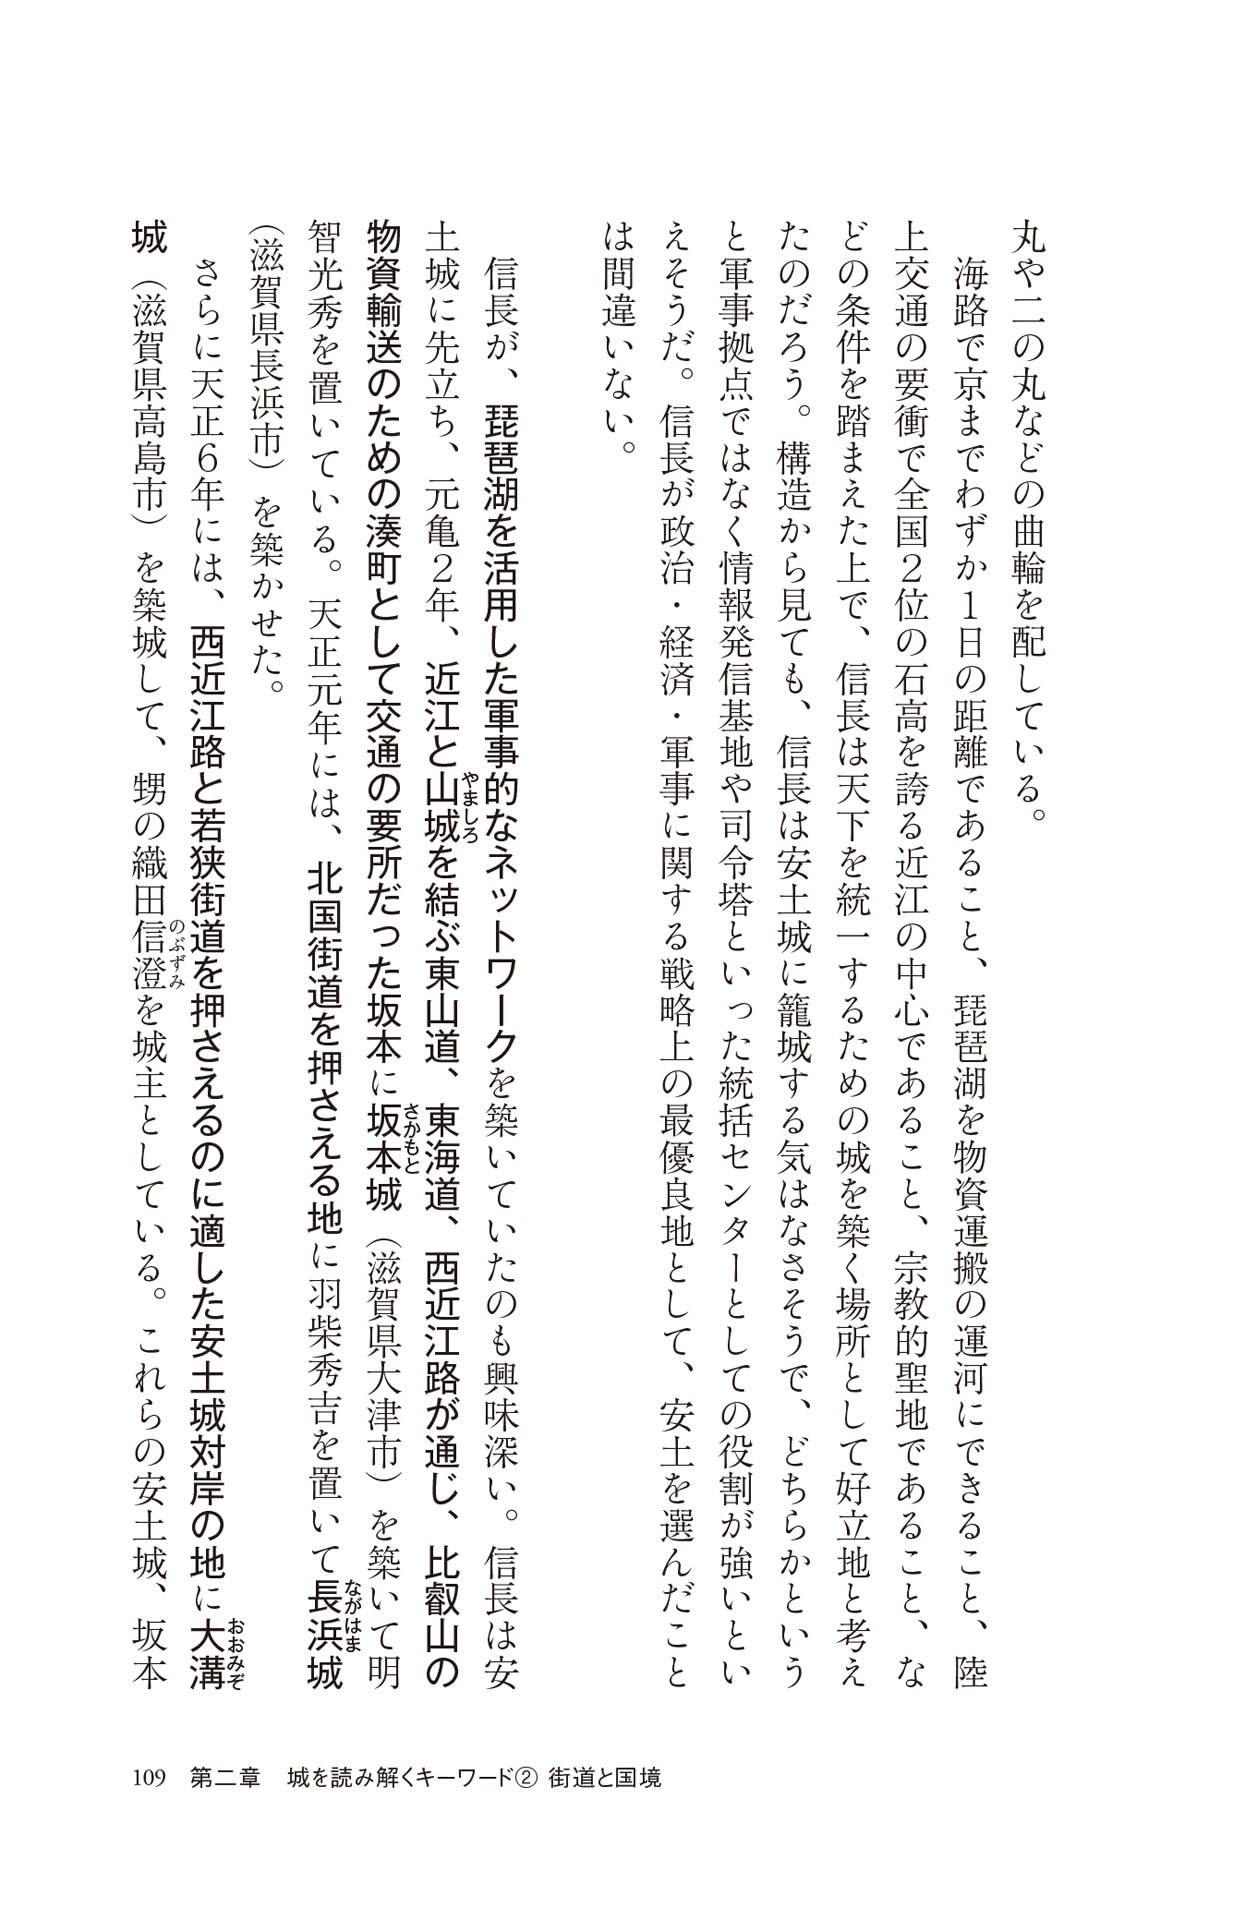 丸や二の丸などの曲輪を配している。
海路で京までわずか1日の距離であること、琵琶湖を物資運搬の運河にできること、陸
上交通の要衝で全国2位の石高を誇る近江の中心であること、宗教的聖地であること、な
どの条件を踏まえた上で、信長は天下を統一するための城を築く場所として好立地と考え
たのだろう。構造から見ても、信長は安土城に籠城する気はなさそうで、どちらかという
と軍事拠点ではなく情報発信基地や司令塔といった統括センターとしての役割が強いとい
えそうだ。信長が政治・経済・軍事に関する戦略上の最優良地として、安土を選んだこと
は間違いない。
信長が、琵琶湖を活用した軍事的なネットワークを築いていたのも興味深い。信長は安
土城に先立ち、元亀2年、近江と山城を結ぶ東山道、東海道、西近江路が通じ、比叡山の
やましろ
物資輸送のための湊町として交通の要所だった坂本に坂本城（滋賀県大津市）を築いて明
さかもと
智光秀を置いている。天正元年には、北国街道を押さえる地に羽柴秀吉を置いて長浜城
ながはま
（滋賀県長浜市）を築かせた。
さらに天正6年には、西近江路と若狭街道を押さえるのに適した安土城対岸の地に大溝
おおみぞ
城（滋賀県高島市）を築城して、甥の織田信澄を城主としている。これらの安土城、坂本
のぶずみ
109 第二章 城を読み解くキーワード② 街道と国境